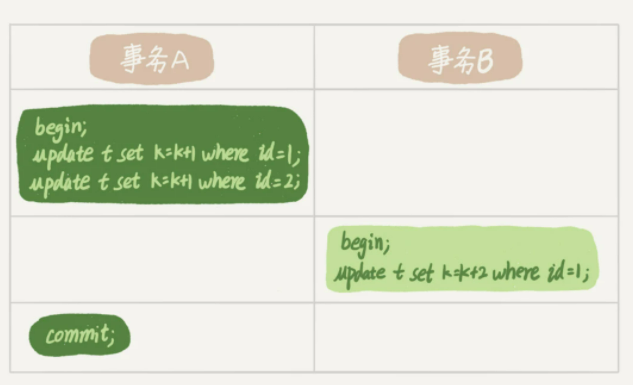 事务A
事务B
begin;
update t set k=k+1 where id=1;
update t set k=k+1 where id=2;
begin;
update t set k=k+2 where id=1;
commit;